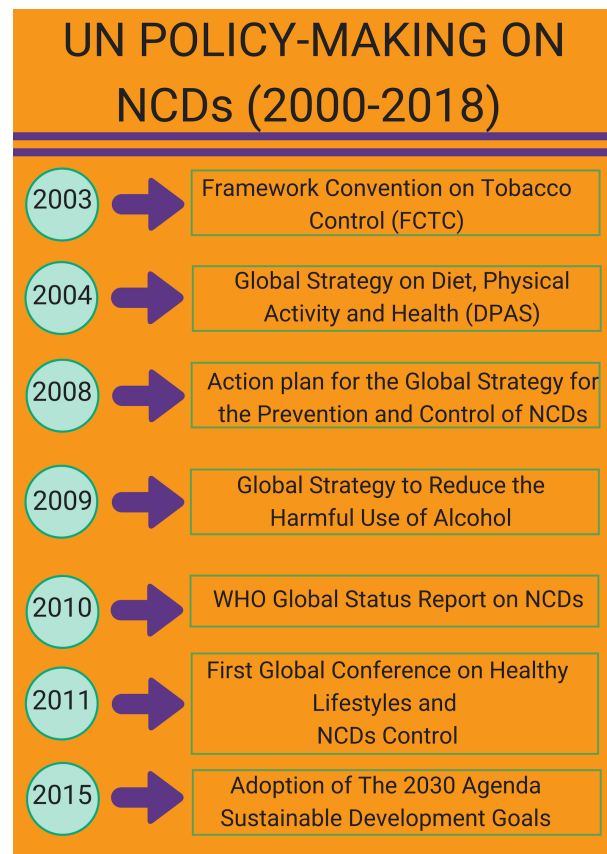 UN POLICY-MAKING ON
NCDs (2000-2018)
2003
Framework Convention on Tobacco
Control (FCTC)
2004
Global Strategy on Diet, Physical
Activity and Health (DPAS)
2008
Action plan for the Global Strategy for
the Prevention and Control of NCDs
2009
Global Strategy to Reduce the
Harmful Use of Alcohol
2010
WHO Global Status Report on NCDs
2011
First Global Conference on Healthy
Lifestyles and
NCDs Control
2015
Adoption of The 2030 Agenda
Sustainable Development Goals